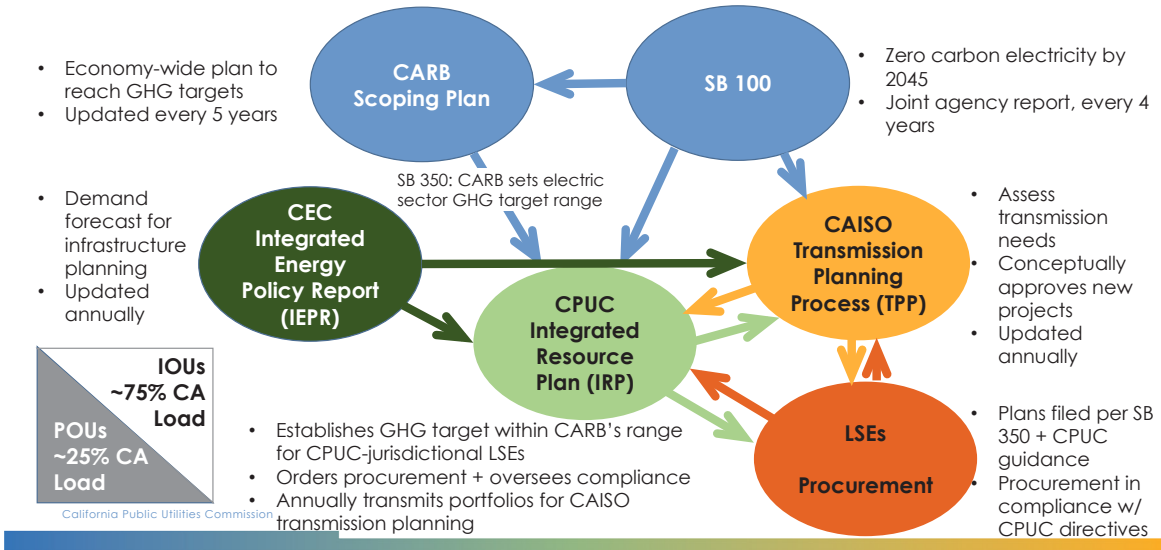 • Economy-wide plan to
reach GHG targets
• Updated every 5 years
CARB
Scoping Plan
SB 100
• Zero carbon electricity by
2045
• Joint agency report, every 4
years
SB 350: CARB sets electric
sector GHG target range
• Demand
forecast for
infrastructure
planning
• Updated
annually
CEC
Integrated
Energy
Policy Report
(IEPR)
CAISO
Transmission
Planning
Process (TPP)
• Assess
transmission
needs
• Conceptually
approves new
projects
• Updated
annually
CPUC
Integrated
Resource
Plan (IRP)
IOUs
~75% CA
Load
POUs
~25% CA
Load
• Establishes GHG target within CARB's range
for CPUC-jurisdictional LSEs
• Orders procurement + oversees compliance
• Annually transmits portfolios for CAISO
transmission planning
LSEs
Procurement
• Plans filed per SB
350 + CPUC
guidance
• Procurement in
compliance w/
CPUC directives
California Public Utilities Commission